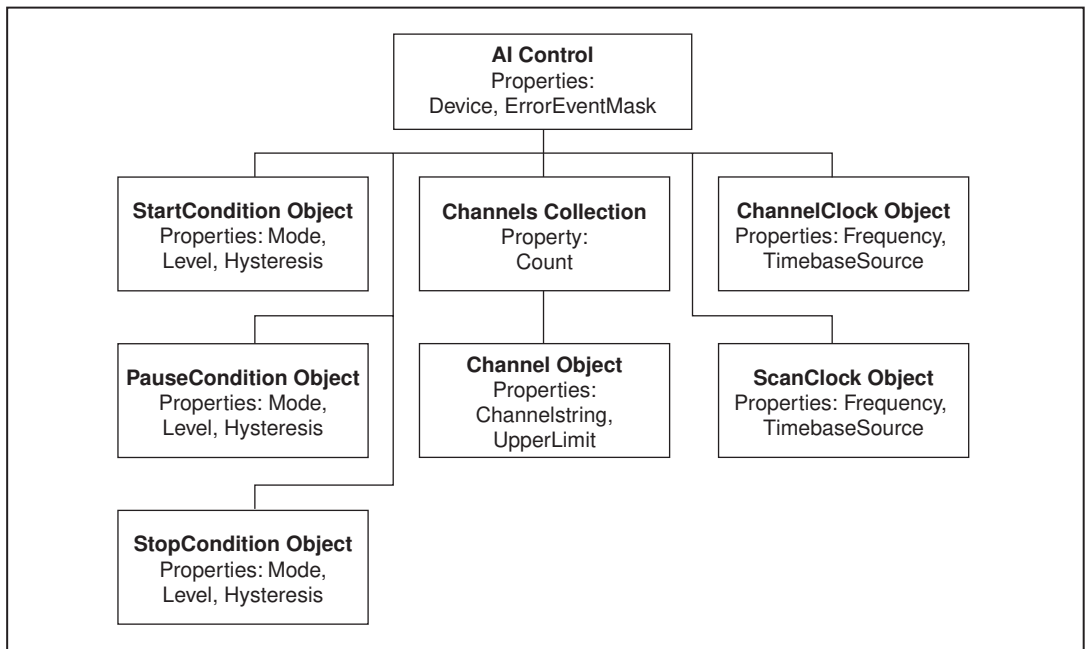 AI Control
Properties:
Device, ErrorEventMask
StartCondition Object
Properties: Mode,
Level, Hysteresis
Channels Collection
Property:
Count
ChannelClock Object
Properties: Frequency,
TimebaseSource
PauseCondition Object
Properties: Mode,
Level, Hysteresis
Channel Object
Properties:
Channelstring,
UpperLimit
ScanClock Object
Properties: Frequency,
TimebaseSource
StopCondition Object
Properties: Mode,
Level, Hysteresis